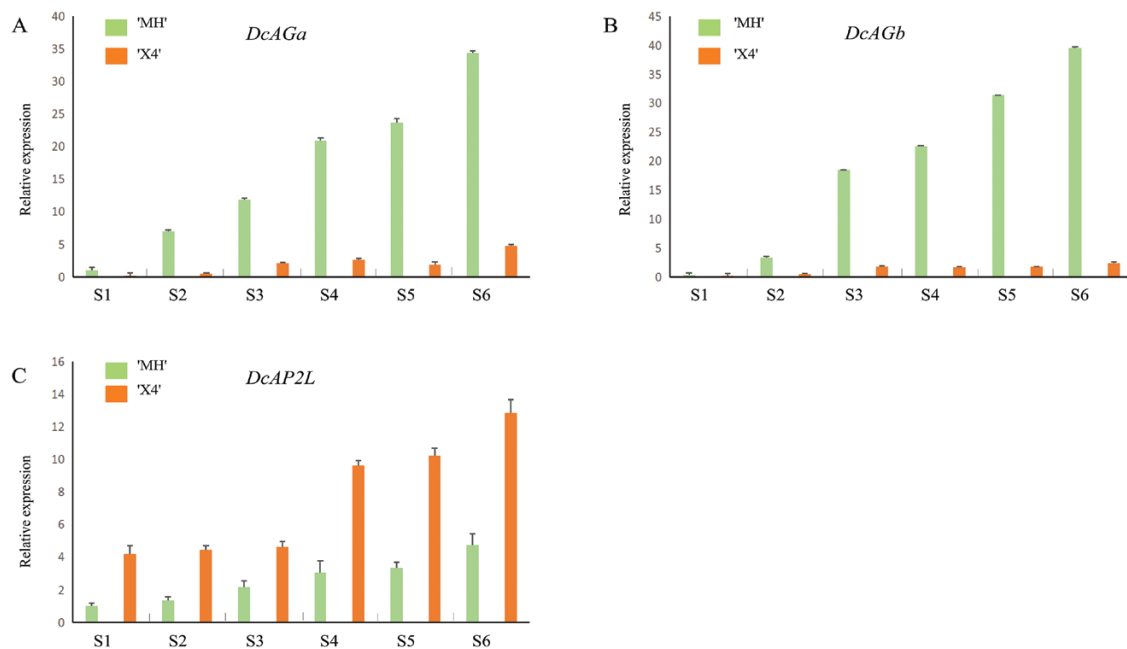 A
DcAGa
'MH'
'X4'
Relative expression
40
35
30
25
20
15
10
5
0
S1 S2 S3 S4 S5 S6
B
DcAGb
'MH'
'X4'
Relative expression
45
40
35
30
25
20
15
10
5
0
S1 S2 S3 S4 S5 S6
C
DcAP2L
'MH'
'X4'
Relative expression
16
14
12
10
8
6
4
2
0
S1 S2 S3 S4 S5 S6